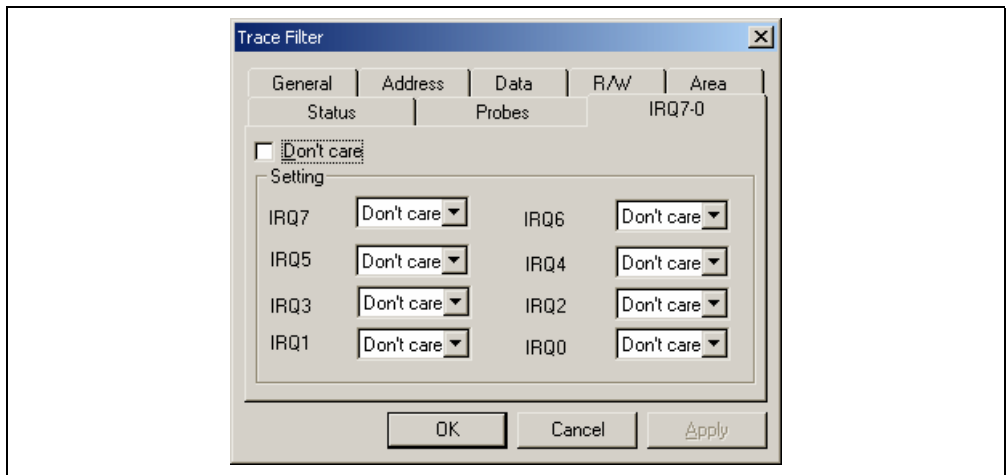 Trace Filter
General Address Data R/W Area
Status Probes IRQ7-0
Don't care
Setting
IRQ7 Don't care IRQ6 Don't care
IRQ5 Don't care IRQ4 Don't care
IRQ3 Don't care IRQ2 Don't care
IRQ1 Don't care IRQ0 Don't care
OK Cancel Apply